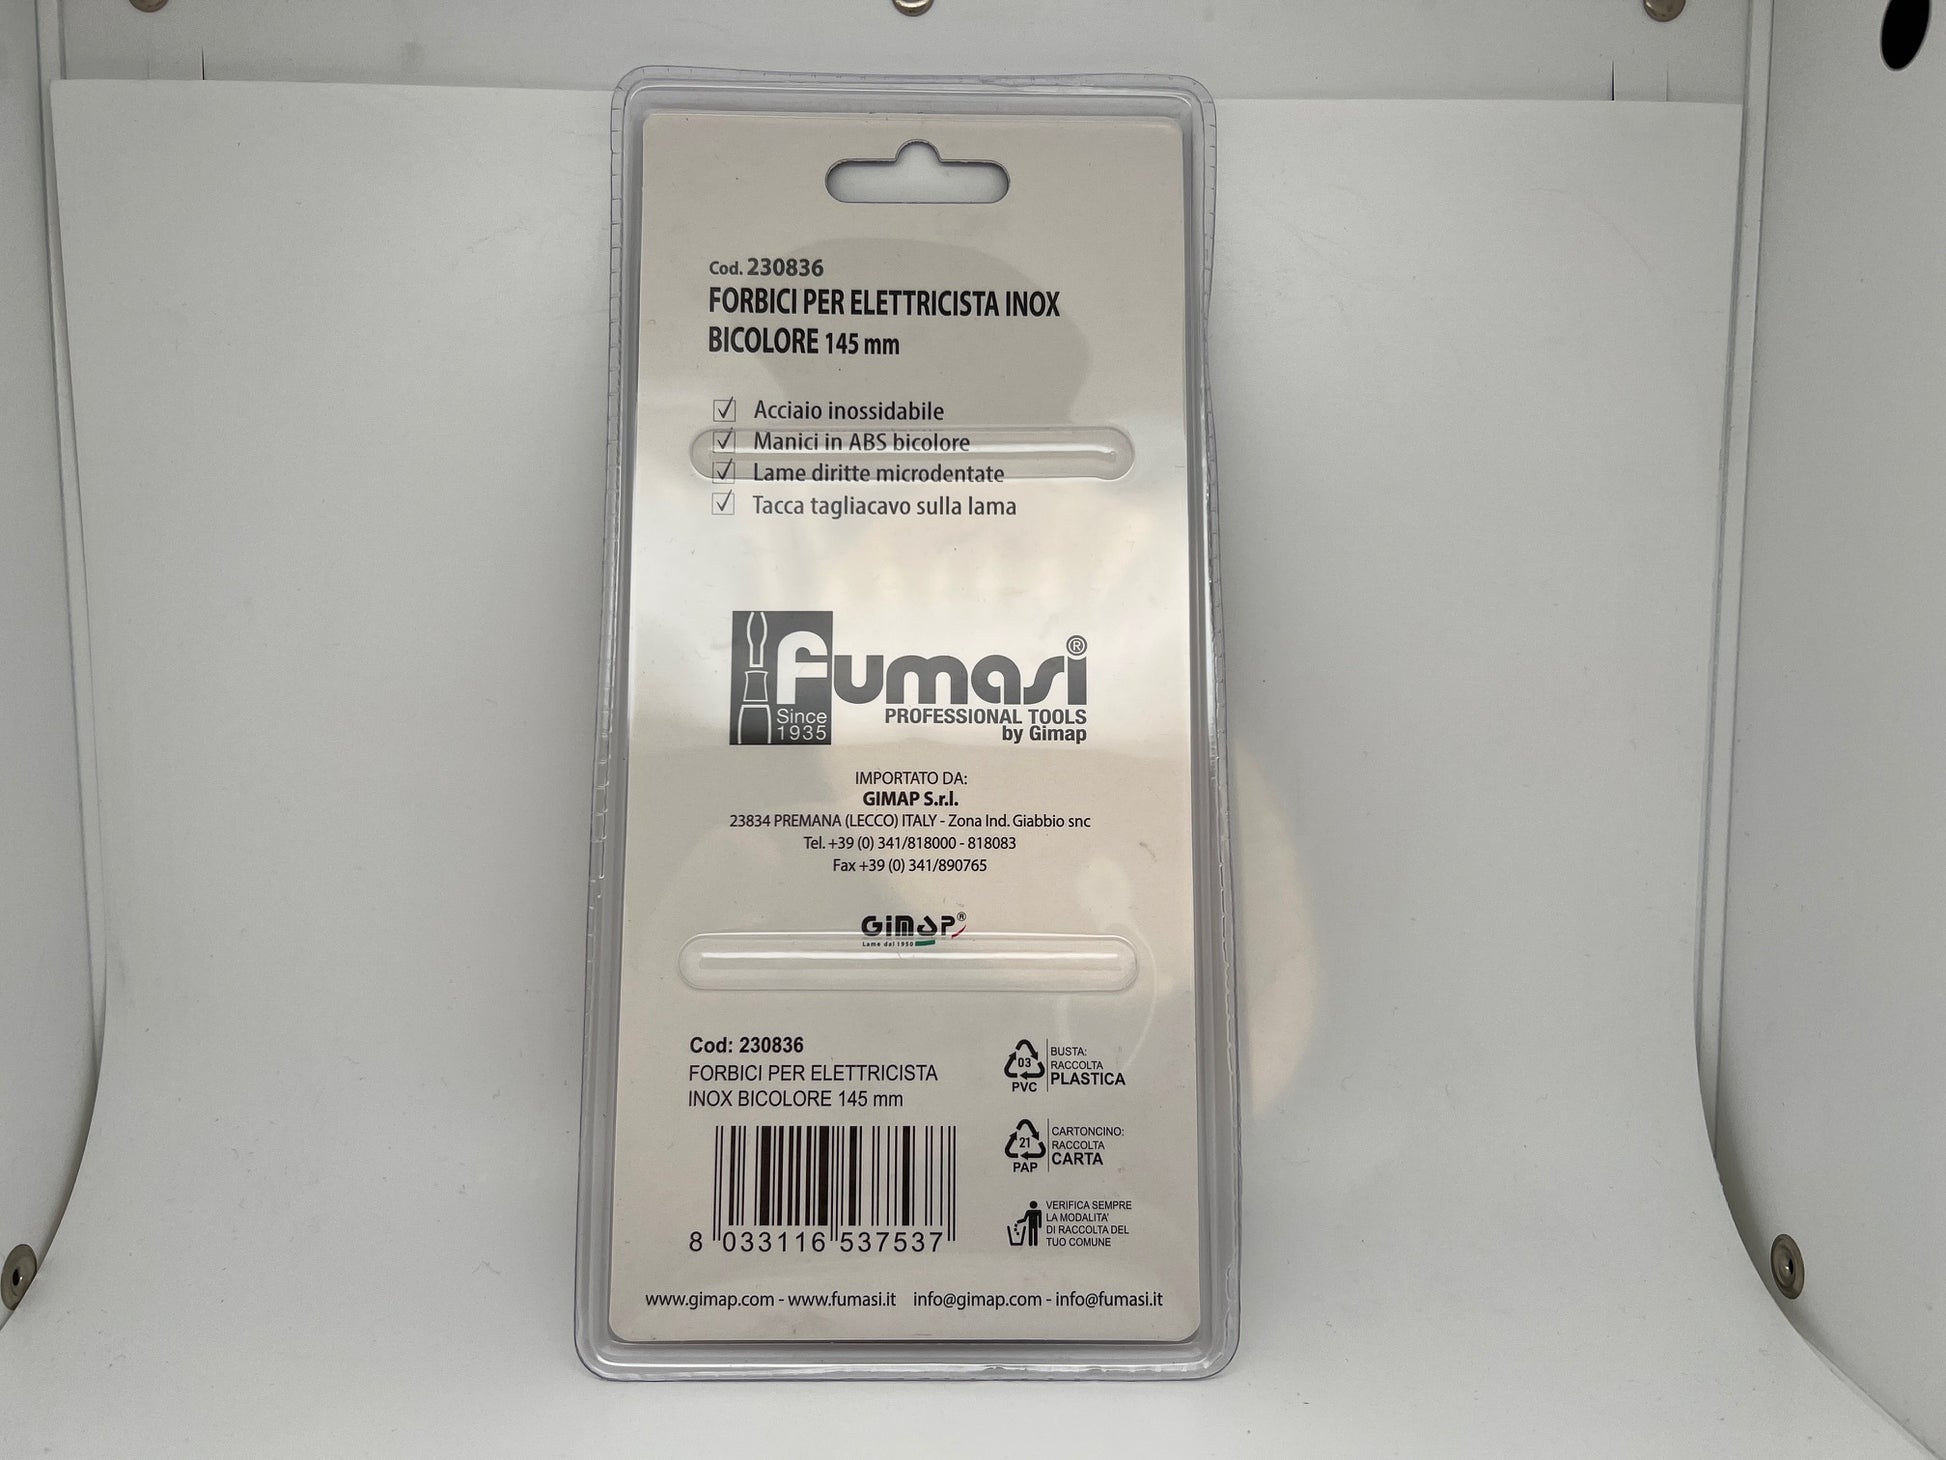 Cod. 230836
FORBICI PER ELETTRICISTA INOX
BICOLORE 145 mm
Acciaio inossidabile
Manici in ABS bicolore
Lame diritte microdentate
Tacca tagliacavo sulla lama
fumasi®
Since
1935
PROFESSIONAL TOOLS
by Gimap
IMPORTATO DA:
GIMAP S.r.l.
23834 PREMANA (LECCO) ITALY - Zona Ind. Giabbio snc
Tel. +39 (0) 341/818000 - 818083
Fax +39 (0) 341/890765
GiMAP®
Lame dal 1950
Cod: 230836
FORBICI PER ELETTRICISTA
INOX BICOLORE 145 mm
8 033116 537537
03
PVC
BUSTA:
RACCOLTA
PLASTICA
21
PAP
CARTONCINO:
RACCOLTA
CARTA
VERIFICA SEMPRE
LA MODALITA'
DI RACCOLTA DEL
TUO COMUNE
www.gimap.com - www.fumasi.it info@gimap.com - info@fumasi.it